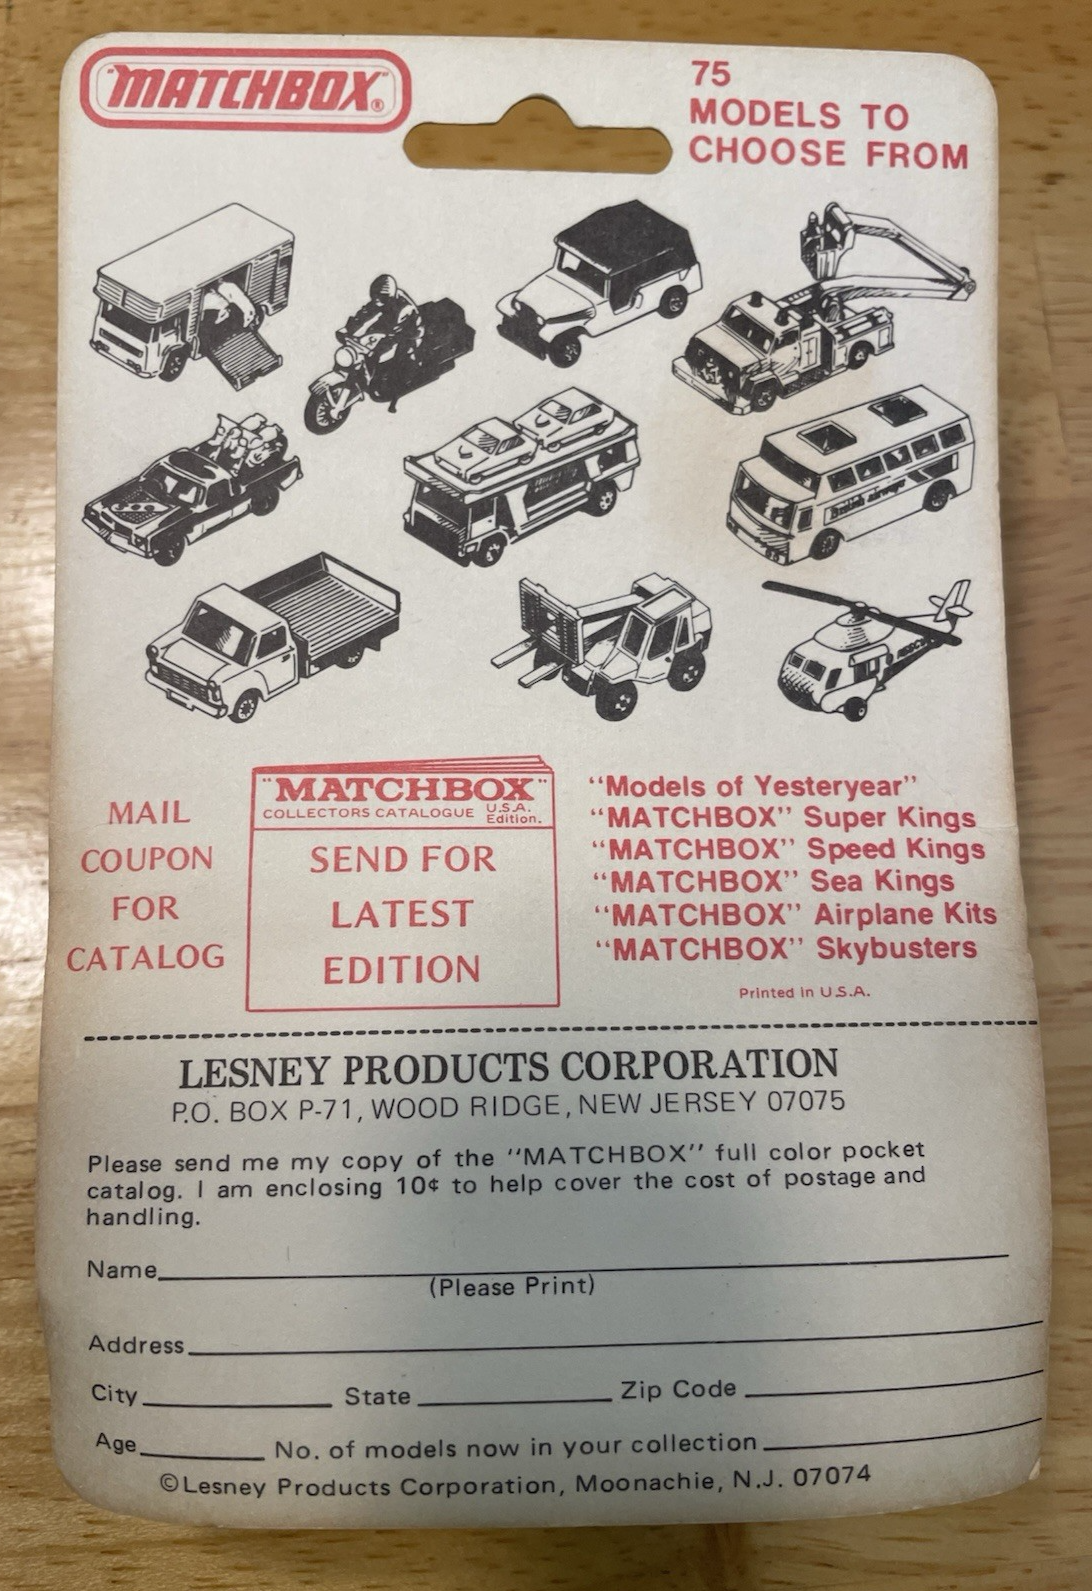 "MATCHBOX"®
75
MODELS TO
CHOOSE FROM
British airways
MAIL
COUPON
FOR
CATALOG
"MATCHBOX"
COLLECTORS CATALOGUE U.S.A.
Edition.
SEND FOR
LATEST
EDITION
"Models of Yesteryear"
"MATCHBOX" Super Kings
"MATCHBOX" Speed Kings
"MATCHBOX" Sea Kings
"MATCHBOX" Airplane Kits
"MATCHBOX" Skybusters
Printed in U.S.A.
LESNEY PRODUCTS CORPORATION
P.O. BOX P-71, WOOD RIDGE, NEW JERSEY 07075
Please send me my copy of the "MATCHBOX" full color pocket
catalog. I am enclosing 10¢ to help cover the cost of postage and
handling.
Name
(Please Print)
Address
City State Zip Code
Age No. of models now in your collection
©Lesney Products Corporation, Moonachie, N.J. 07074